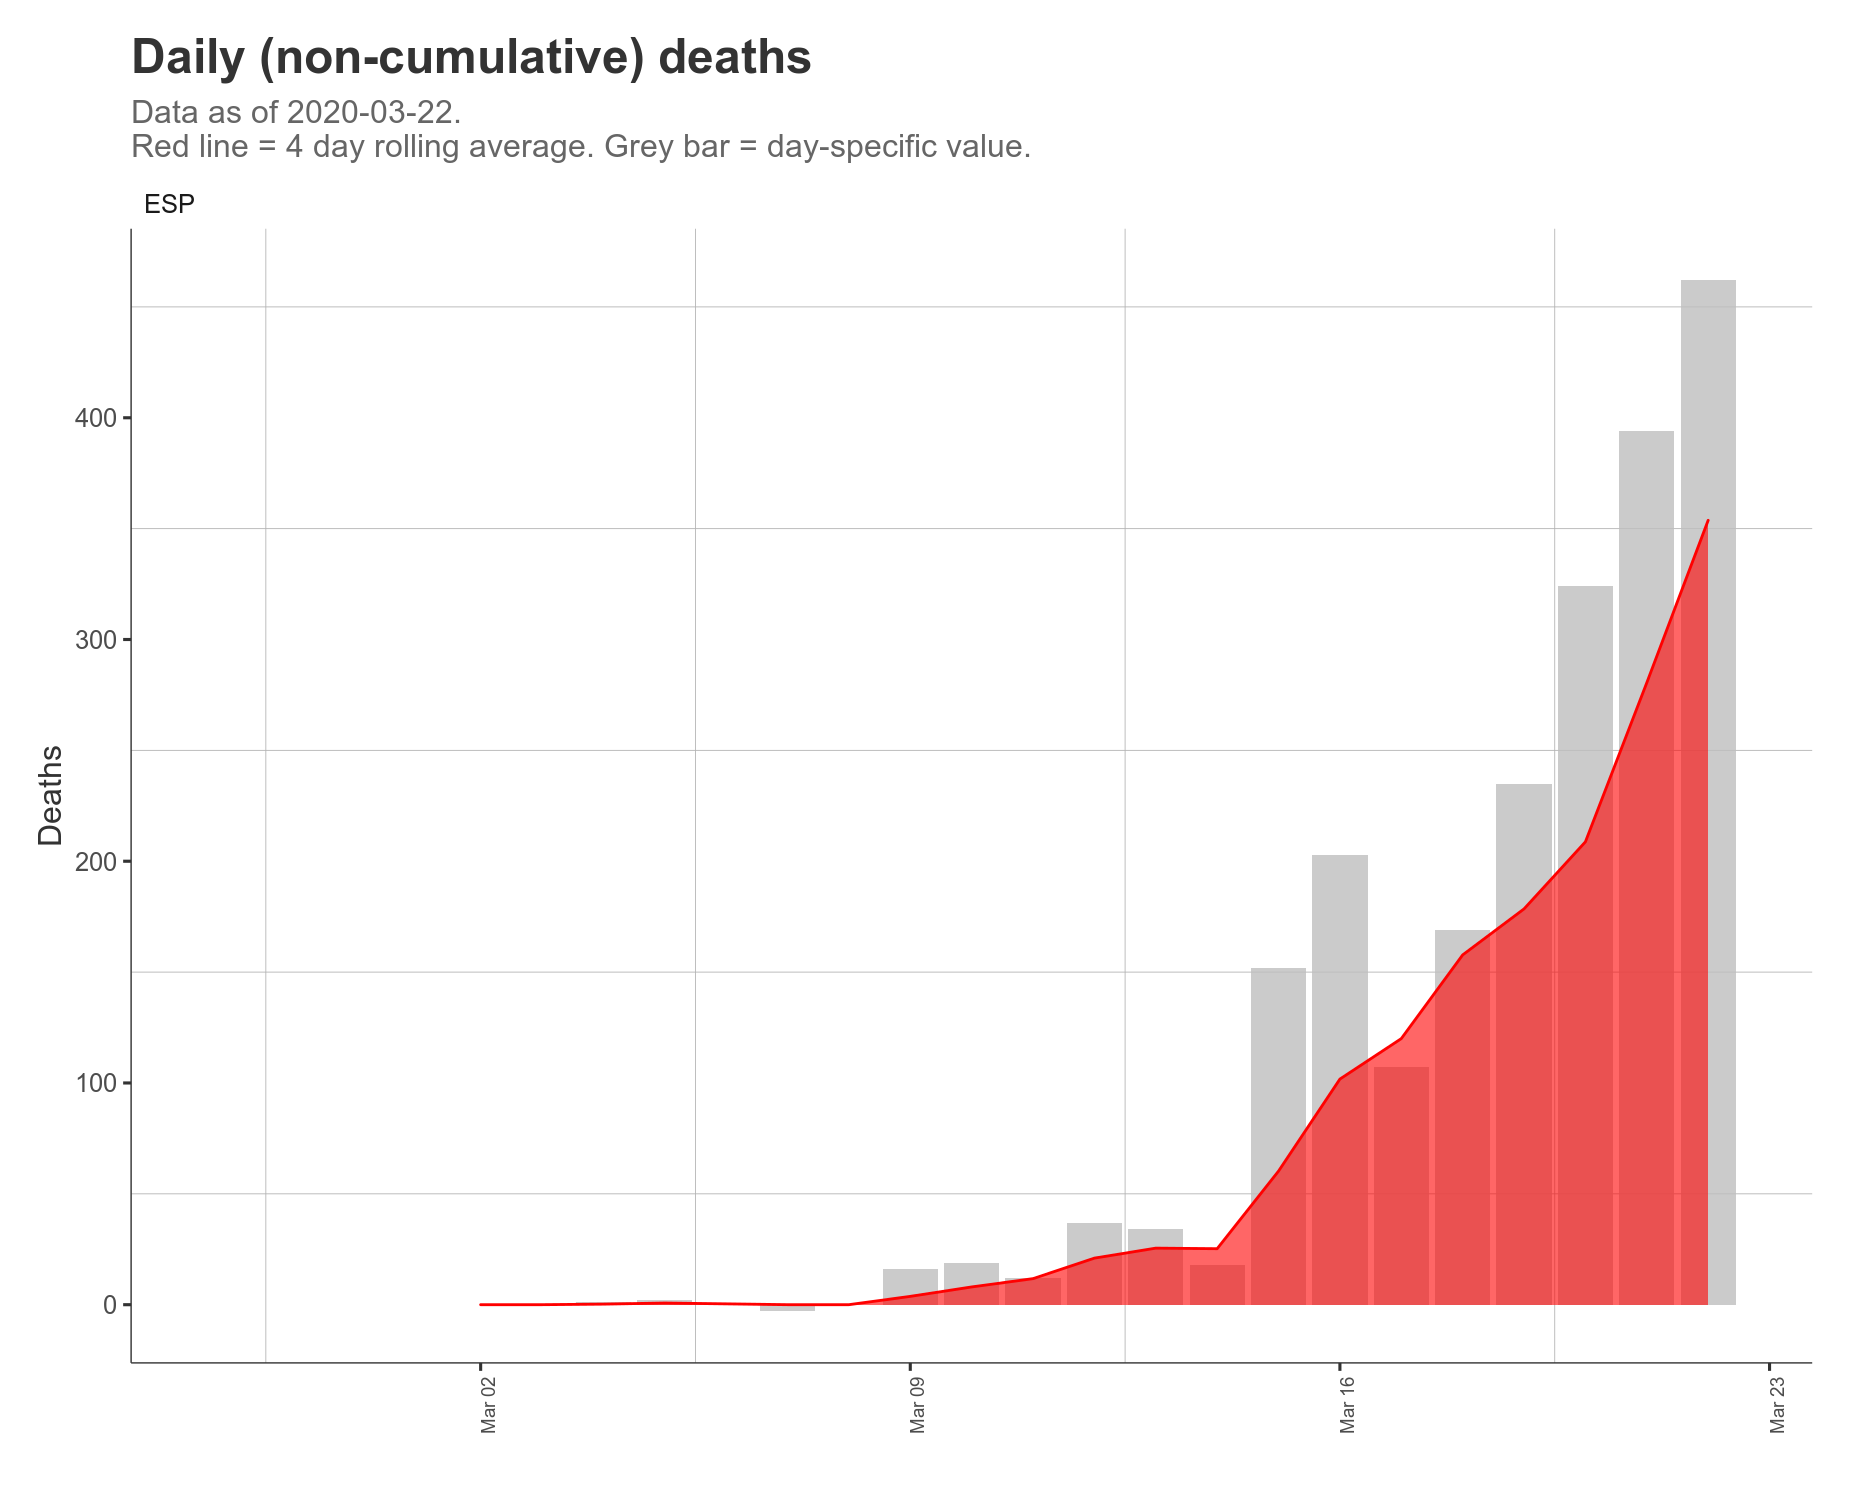 Daily (non-cumulative) deaths
Data as of 2020-03-22.
Red line = 4 day rolling average. Grey bar = day-specific value.
ESP
Deaths
400
300
200
100
0
Mar 02
Mar 09
Mar 16
Mar 23